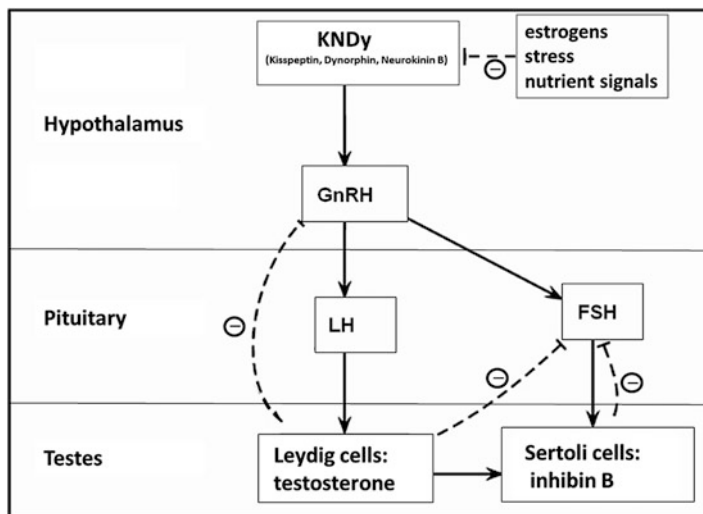 KNDy
(Kisspeptin, Dynorphin, Neurokinin B)
estrogens
stress
nutrient signals
Hypothalamus
GnRH
Pituitary
LH
FSH
Testes
Leydig cells:
testosterone
Sertoli cells:
inhibin B